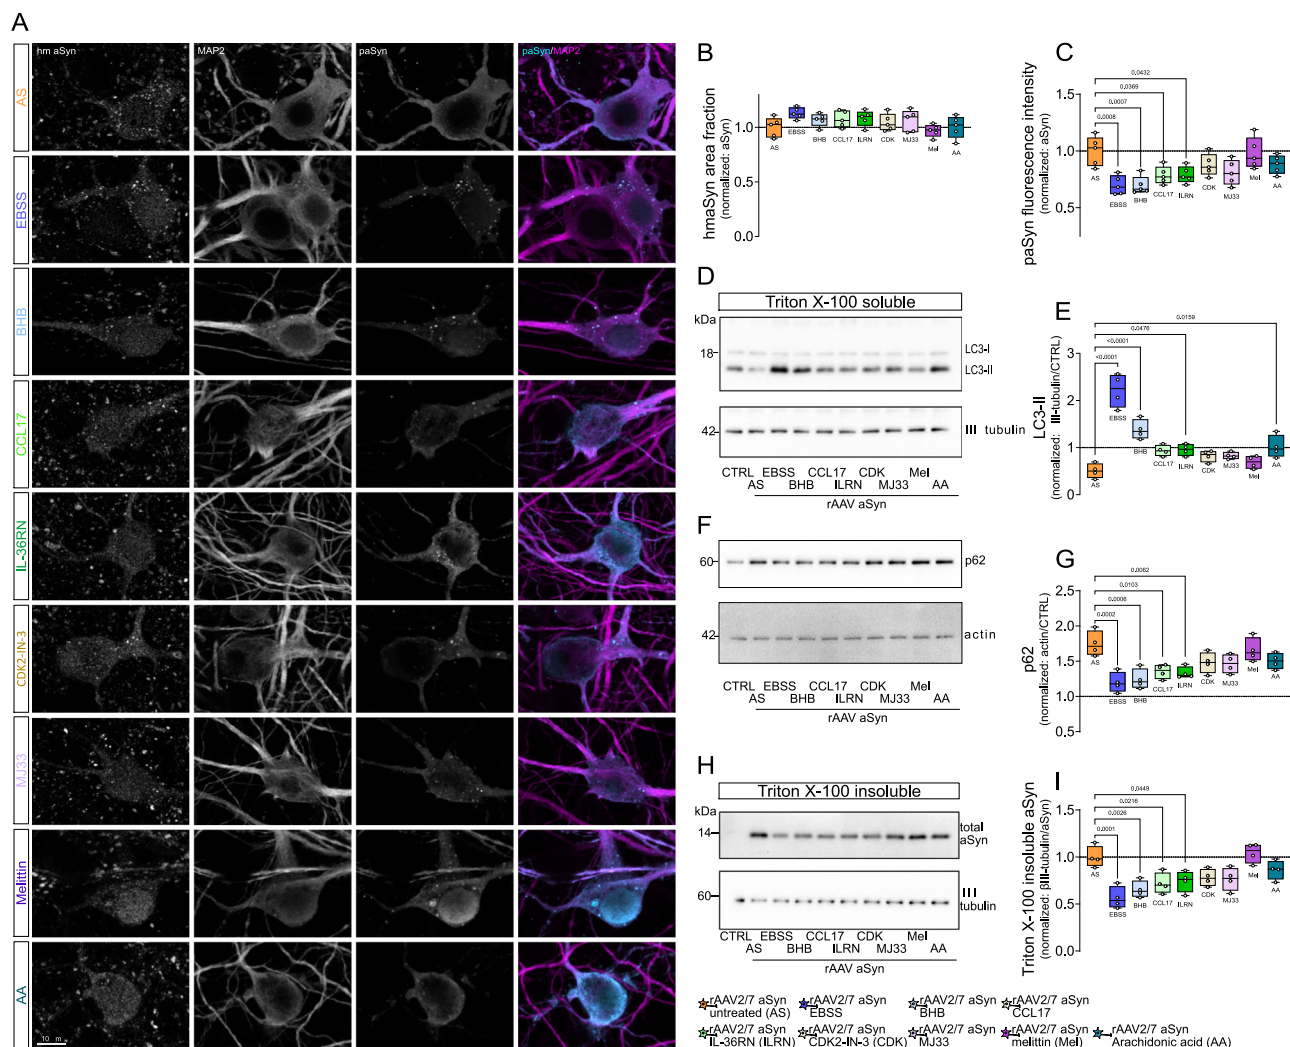 A
hm aSyn
MAP2
paSyn
paSyn/MAP2
AS
EBSS
BHB
CCL17
IL-36RN
CDK2-IN-3
MJ33
Melittin
AA
10 m
B
hmaSyn area fraction
(normalized: aSyn)
1.0
0.5
0.0
AS
EBSS
BHB
CCL17
ILRN
CDK
MJ33
Mel
AA
C
paSyn fluorescence intensity
(normalized: aSyn)
1.5
1.0
0.5
0.0432
0.0369
0.0007
0.0008
AS
EBSS
BHB
CCL17
ILRN
CDK
MJ33
Mel
AA
D
Triton X-100 soluble
kDa
18
LC3-I
LC3-II
42
III tubulin
CTRL EBSS CCL17 CDK Mel
AS BHB ILRN MJ33 AA
rAAV aSyn
E
LC3-II
(normalized: III-tubulin/CTRL)
3
2
1
0
0.0159
0.0476
<0.0001
<0.0001
AS
EBSS
BHB
CCL17
ILRN
CDK
MJ33
Mel
AA
F
60
p62
42
actin
CTRL EBSS CCL17 CDK Mel
AS BHB ILRN MJ33 AA
rAAV aSyn
G
p62
(normalized: actin/CTRL)
2.5
2.0
1.5
1.0
0.5
0.0062
0.0103
0.0006
0.0002
AS
EBSS
BHB
CCL17
ILRN
CDK
MJ33
Mel
AA
H
Triton X-100 insoluble
kDa
14
total
aSyn
60
III
tubulin
CTRL EBSS CCL17 CDK Mel
AS BHB ILRN MJ33 AA
rAAV aSyn
I
Triton X-100 insoluble aSyn
(normalized: βIII-tubulin/aSyn)
1.5
1.0
0.5
0.0
0.0449
0.0216
0.0026
0.0001
AS
EBSS
BHB
CCL17
ILRN
CDK
MJ33
Mel
AA
rAAV2/7 aSyn
untreated (AS)
rAAV2/7 aSyn
EBSS
rAAV2/7 aSyn
BHB
rAAV2/7 aSyn
CCL17
rAAV2/7 aSyn
IL-36RN (ILRN)
rAAV2/7 aSyn
CDK2-IN-3 (CDK)
rAAV2/7 aSyn
MJ33
rAAV2/7 aSyn
melittin (Mel)
rAAV2/7 aSyn
Arachidonic acid (AA)